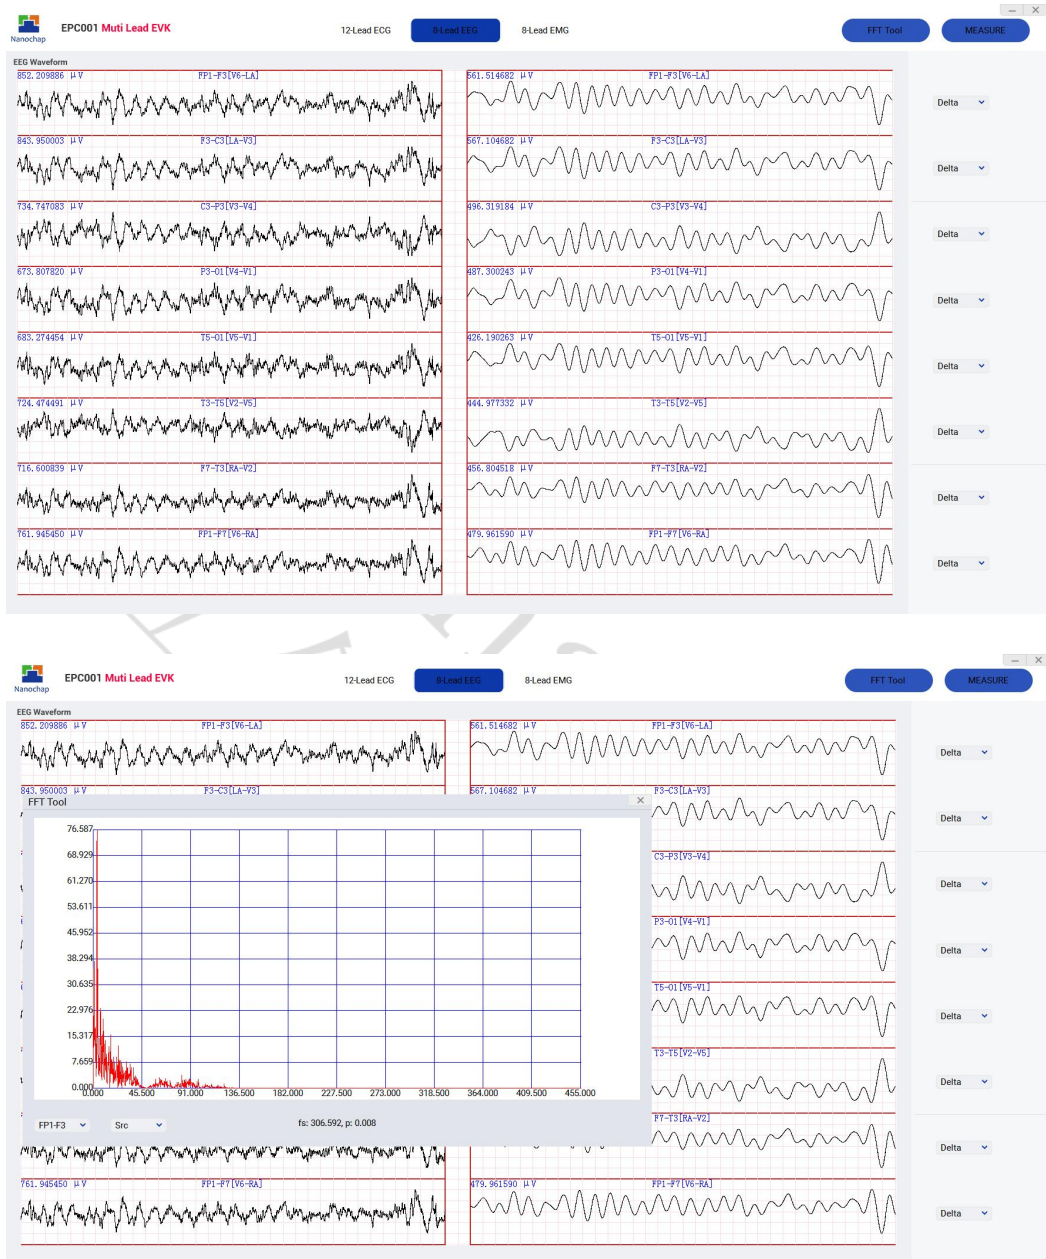 Nanochap
EPC001 Muti Lead EVK
12-Lead ECG
8-Lead EEG
8-Lead EMG
FFT Tool
MEASURE
EEG Waveform
852.209886 μV FP1-F3[V6-LA]
561.514682 μV FP1-F3[V6-LA]
Delta
843.950003 μV F3-C3[LA-V3]
567.104682 μV F3-C3[LA-V3]
Delta
734.747083 μV C3-P3[V3-V4]
496.319184 μV C3-P3[V3-V4]
Delta
673.807820 μV P3-O1[V4-V1]
487.300243 μV P3-O1[V4-V1]
Delta
683.274454 μV T5-O1[V5-V1]
426.190263 μV T5-O1[V5-V1]
Delta
724.474491 μV T3-T5[V2-V5]
444.977332 μV T3-T5[V2-V5]
Delta
716.600839 μV F7-T3[RA-V2]
456.804518 μV F7-T3[RA-V2]
Delta
761.945450 μV FP1-F7[V6-RA]
479.961590 μV FP1-F7[V6-RA]
Delta
Nanochap
EPC001 Muti Lead EVK
12-Lead ECG
8-Lead EEG
8-Lead EMG
FFT Tool
MEASURE
EEG Waveform
852.209886 μV FP1-F3[V6-LA]
561.514682 μV FP1-F3[V6-LA]
Delta
843.950003 μV F3-C3[LA-V3]
567.104682 μV F3-C3[LA-V3]
Delta
FFT Tool
76.587
68.929
61.270
53.611
45.952
38.294
30.635
22.976
15.317
7.659
0.000
0.000 45.500 91.000 136.500 182.000 227.500 273.000 318.500 364.000 409.500 455.000
FP1-F3
Src
fs: 306.592, p: 0.008
C3-P3[V3-V4]
Delta
P3-O1[V4-V1]
Delta
T5-O1[V5-V1]
Delta
T3-T5[V2-V5]
Delta
F7-T3[RA-V2]
Delta
761.945450 μV FP1-F7[V6-RA]
479.961590 μV FP1-F7[V6-RA]
Delta